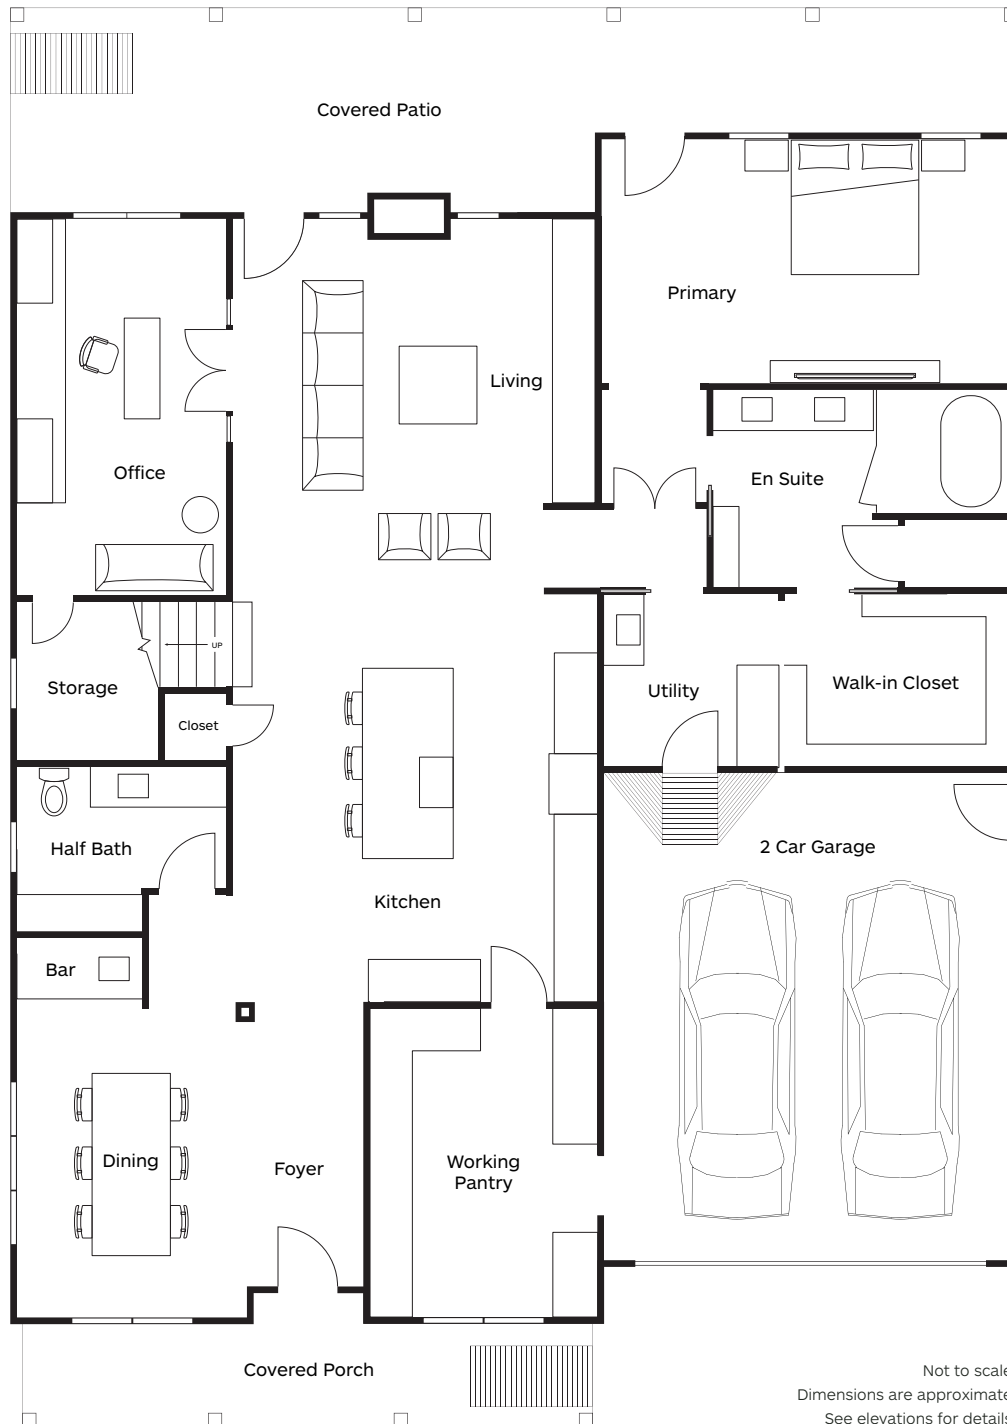 Covered Patio
Primary
Living
Office
En Suite
UP
Storage
Utility
Walk-in Closet
Closet
Half Bath
2 Car Garage
Kitchen
Bar
Dining
Foyer
Working
Pantry
Covered Porch
Not to scale
Dimensions are approximate
See elevations for details